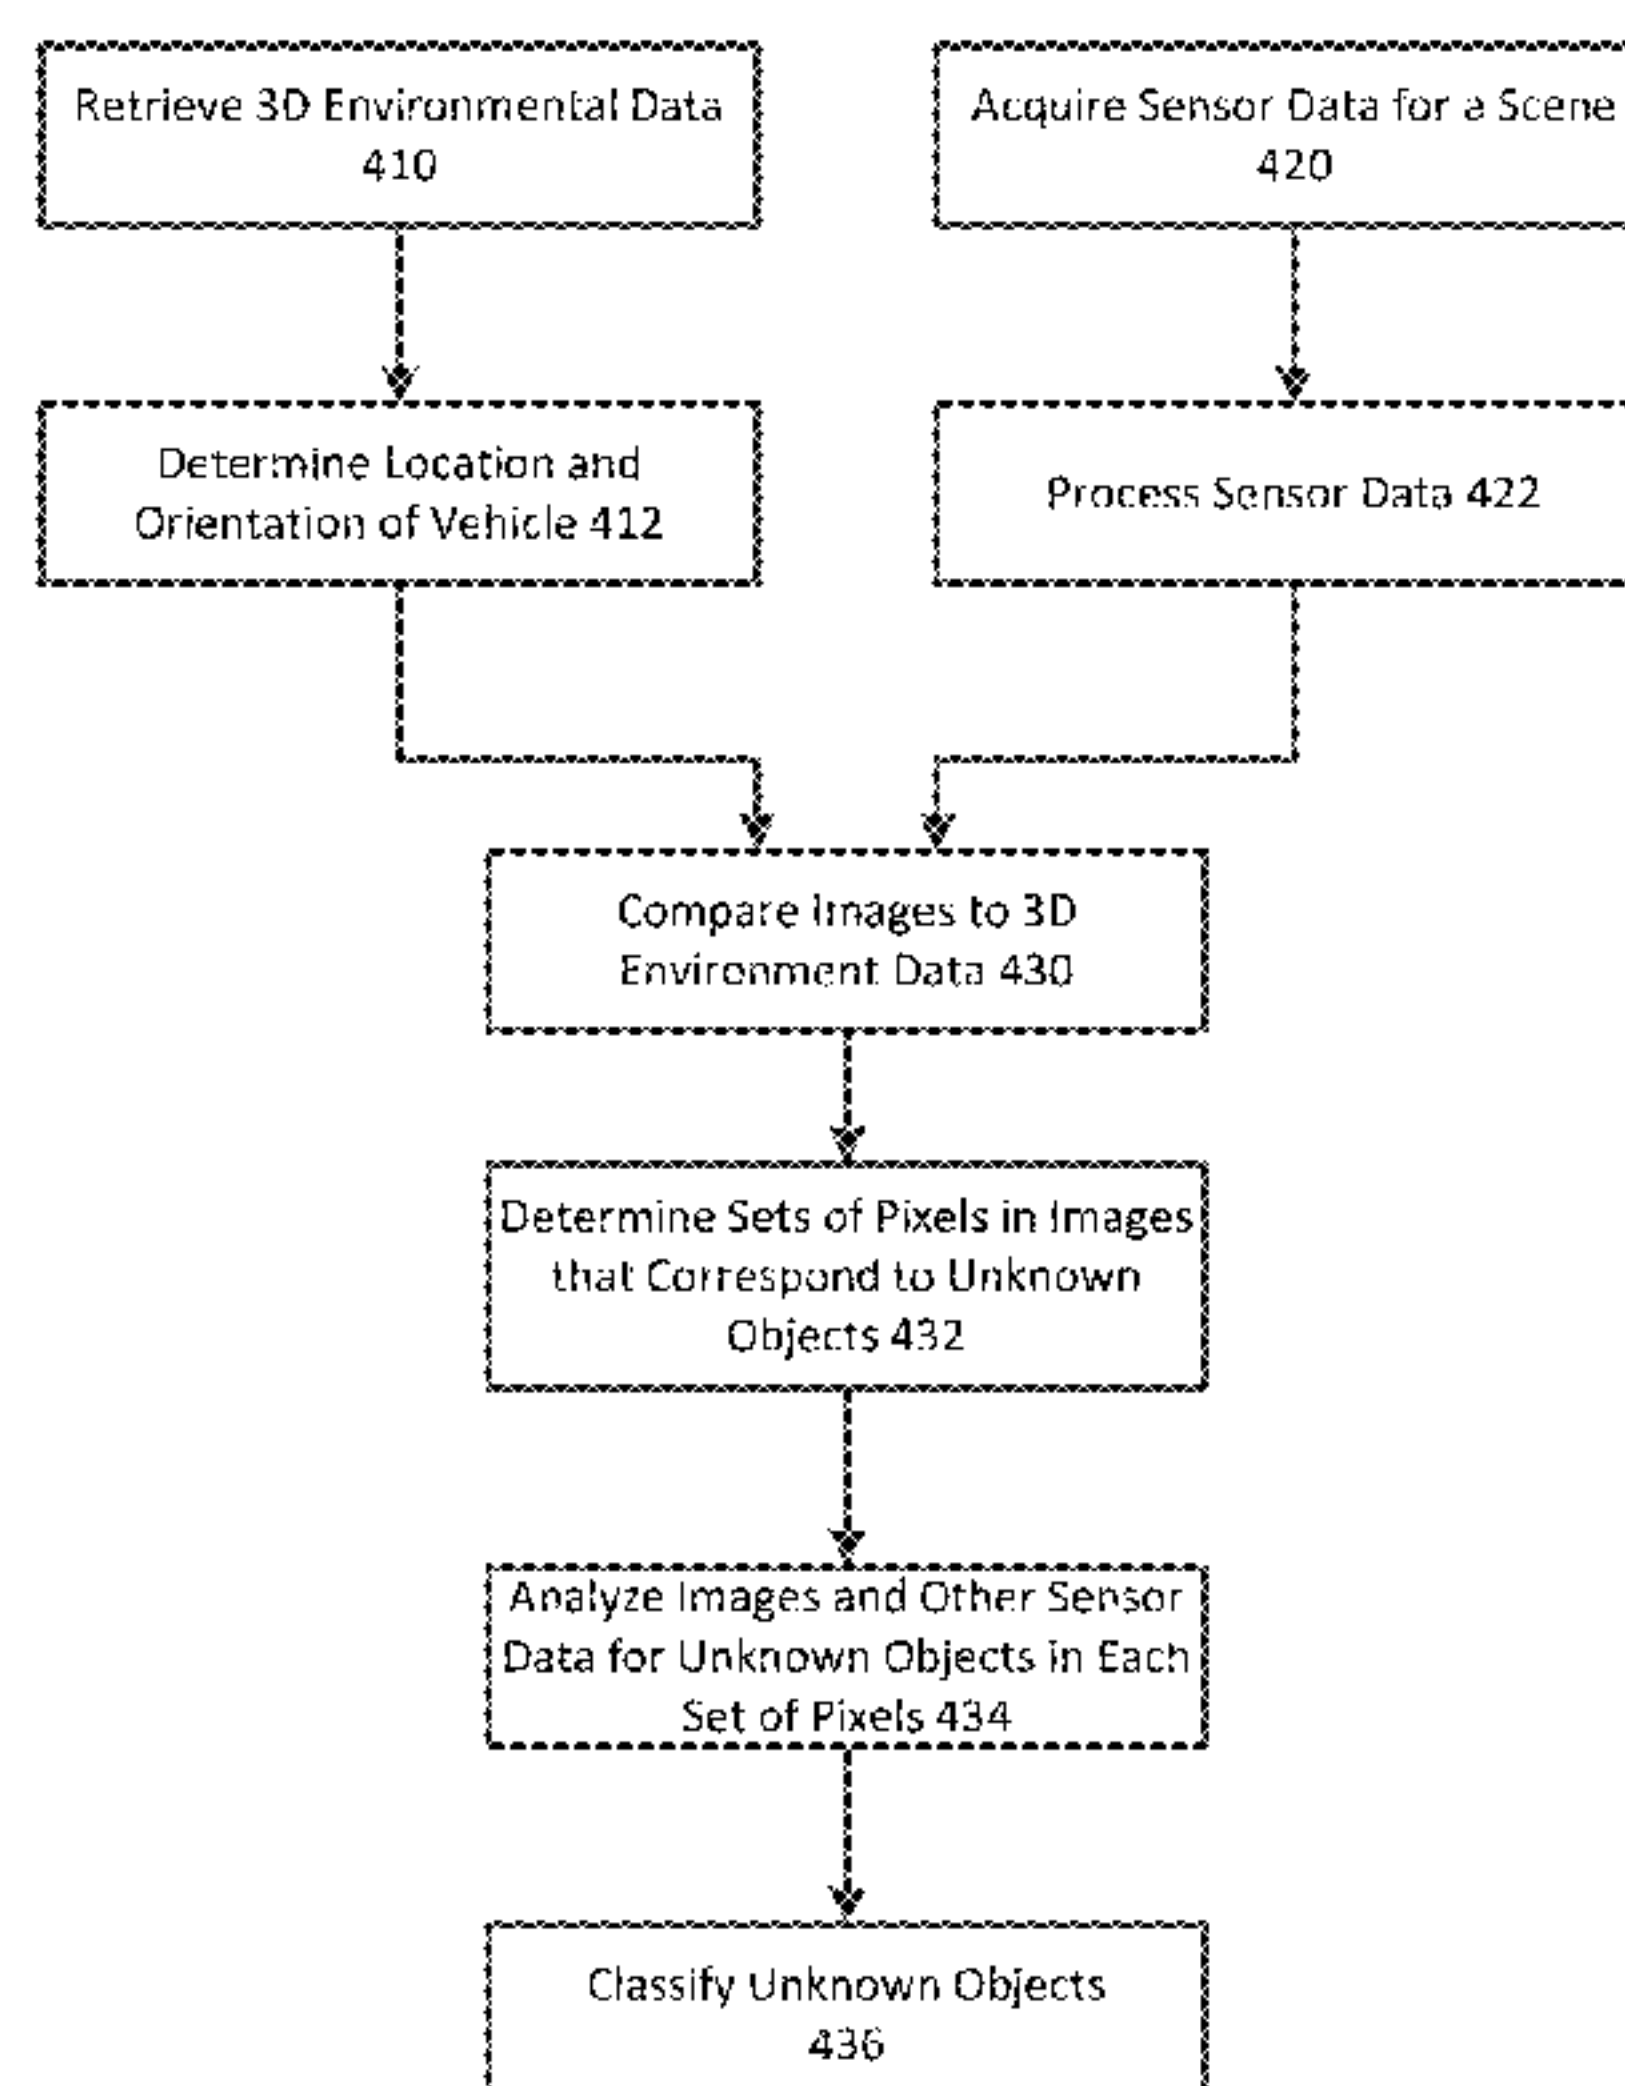 Retrieve 3D Environmental Data
410
Acquire Sensor Data for a Scene
420
Determine Location and
Orientation of Vehicle 412
Process Sensor Data 422
Compare Images to 3D
Environment Data 430
Determine Sets of Pixels in Images
that Correspond to Unknown
Objects 432
Analyze Images and Other Sensor
Data for Unknown Objects in Each
Set of Pixels 434
Classify Unknown Objects
436